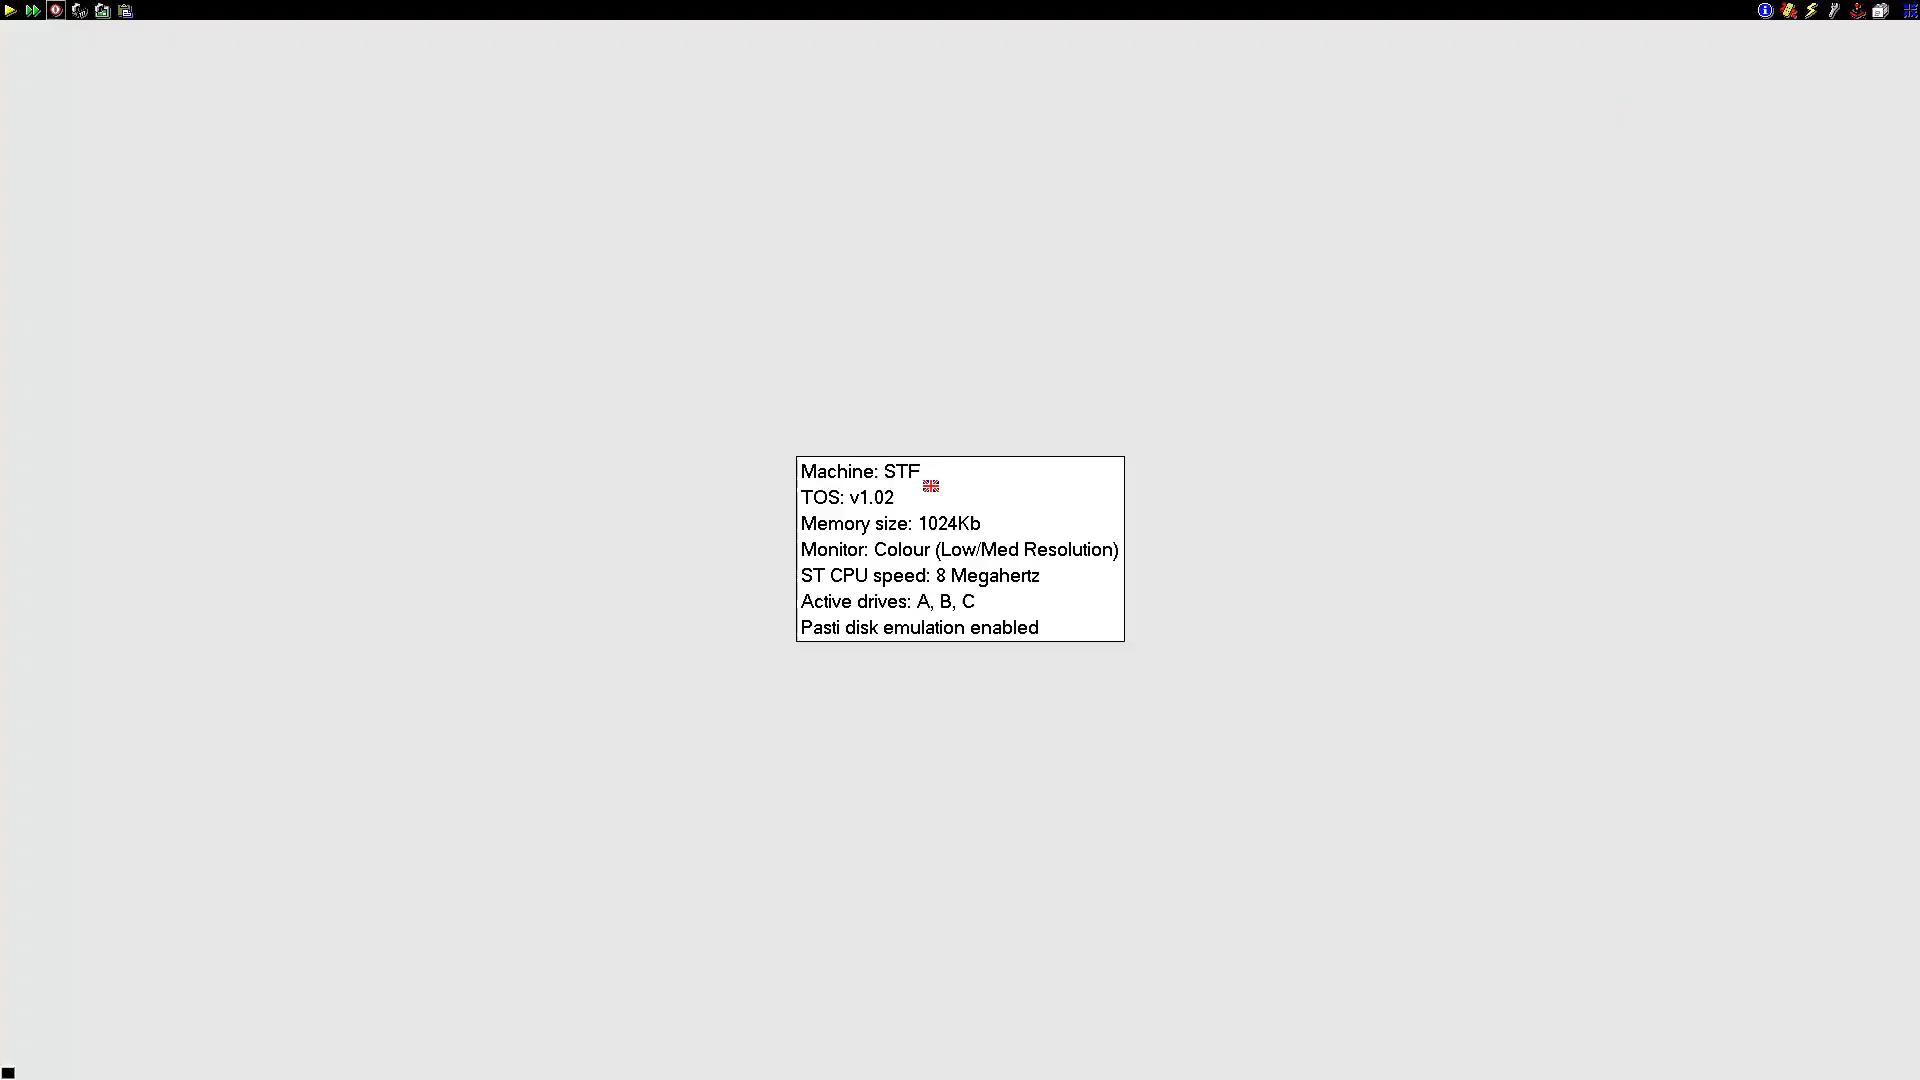 Machine: STF
TOS: v1.02
Memory size: 1024Kb
Monitor: Colour (Low/Med Resolution)
ST CPU speed: 8 Megahertz
Active drives: A, B, C
Pasti disk emulation enabled